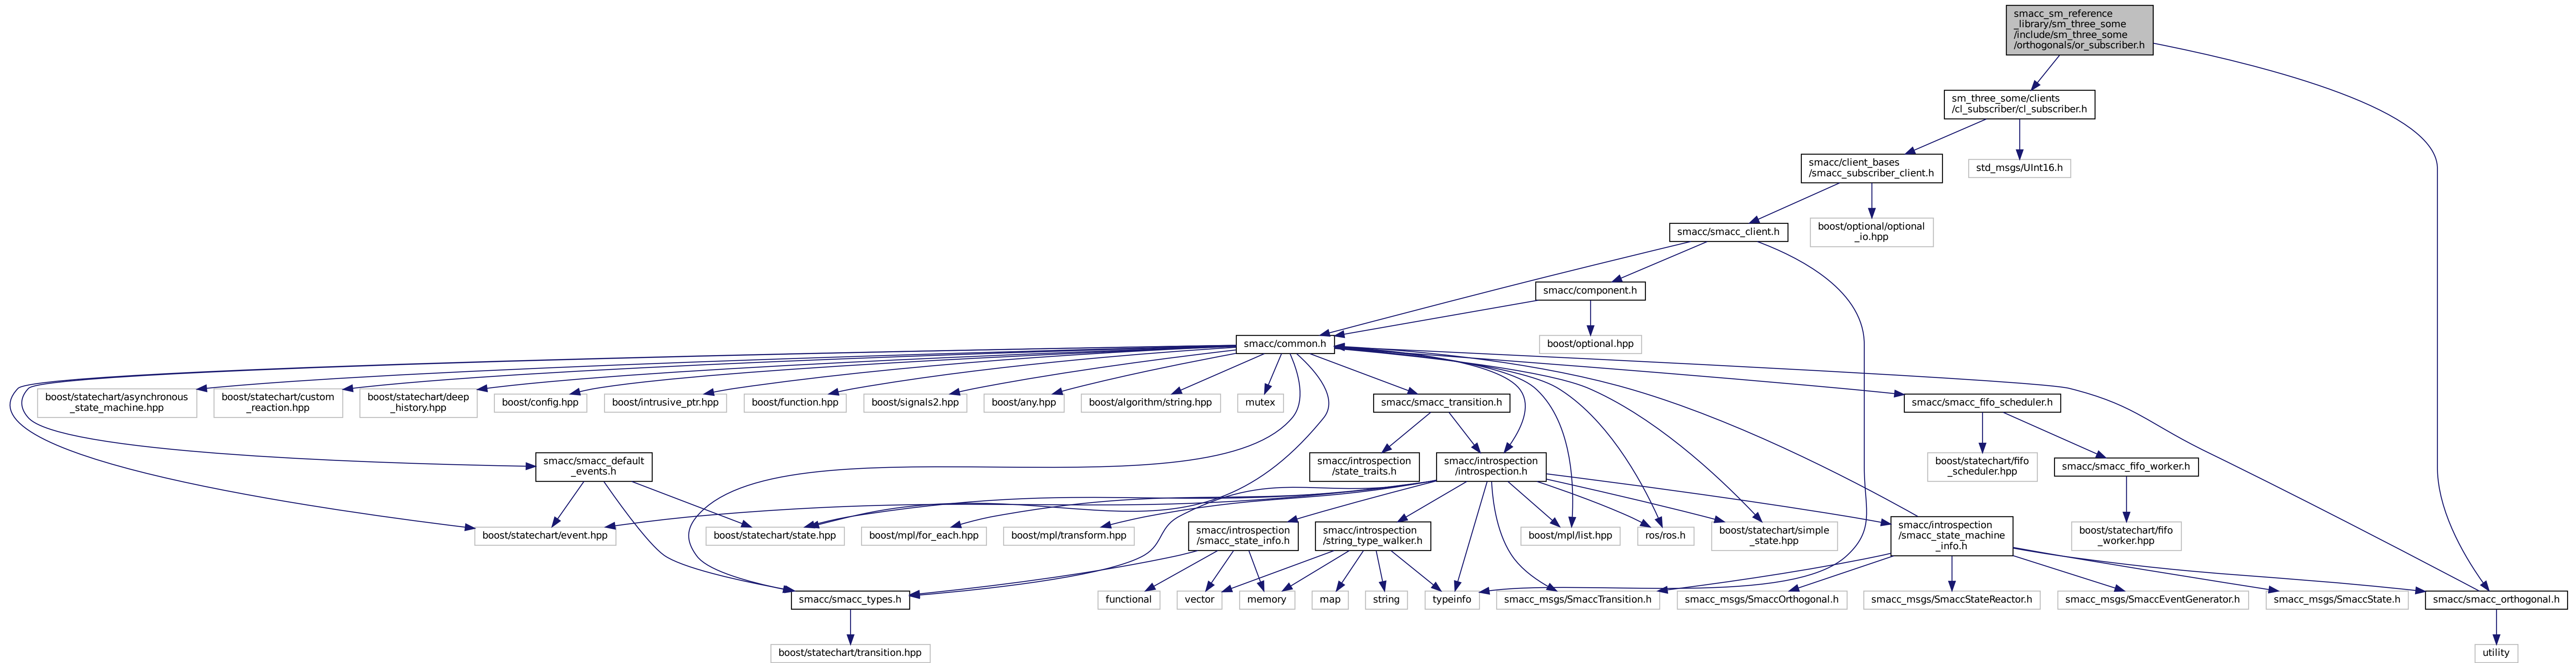 smacc_sm_reference
_library/sm_three_some
/include/sm_three_some
/orthogonals/or_subscriber.h
sm_three_some/clients
/cl_subscriber/cl_subscriber.h
smacc/client_bases
/smacc_subscriber_client.h
std_msgs/UInt16.h
smacc/smacc_client.h
boost/optional/optional
_io.hpp
smacc/component.h
smacc/common.h
boost/optional.hpp
boost/statechart/asynchronous
_state_machine.hpp
boost/statechart/custom
_reaction.hpp
boost/statechart/deep
_history.hpp
boost/config.hpp
boost/intrusive_ptr.hpp
boost/function.hpp
boost/signals2.hpp
boost/any.hpp
boost/algorithm/string.hpp
mutex
smacc/smacc_transition.h
smacc/smacc_fifo_scheduler.h
smacc/smacc_default
_events.h
smacc/introspection
/state_traits.h
smacc/introspection
/introspection.h
boost/statechart/fifo
_scheduler.hpp
smacc/smacc_fifo_worker.h
boost/statechart/event.hpp
boost/statechart/state.hpp
boost/mpl/for_each.hpp
boost/mpl/transform.hpp
smacc/introspection
/smacc_state_info.h
smacc/introspection
/string_type_walker.h
boost/mpl/list.hpp
ros/ros.h
boost/statechart/simple
_state.hpp
smacc/introspection
/smacc_state_machine
_info.h
boost/statechart/fifo
_worker.hpp
smacc/smacc_types.h
functional
vector
memory
map
string
typeinfo
smacc_msgs/SmaccTransition.h
smacc_msgs/SmaccOrthogonal.h
smacc_msgs/SmaccStateReactor.h
smacc_msgs/SmaccEventGenerator.h
smacc_msgs/SmaccState.h
smacc/smacc_orthogonal.h
boost/statechart/transition.hpp
utility